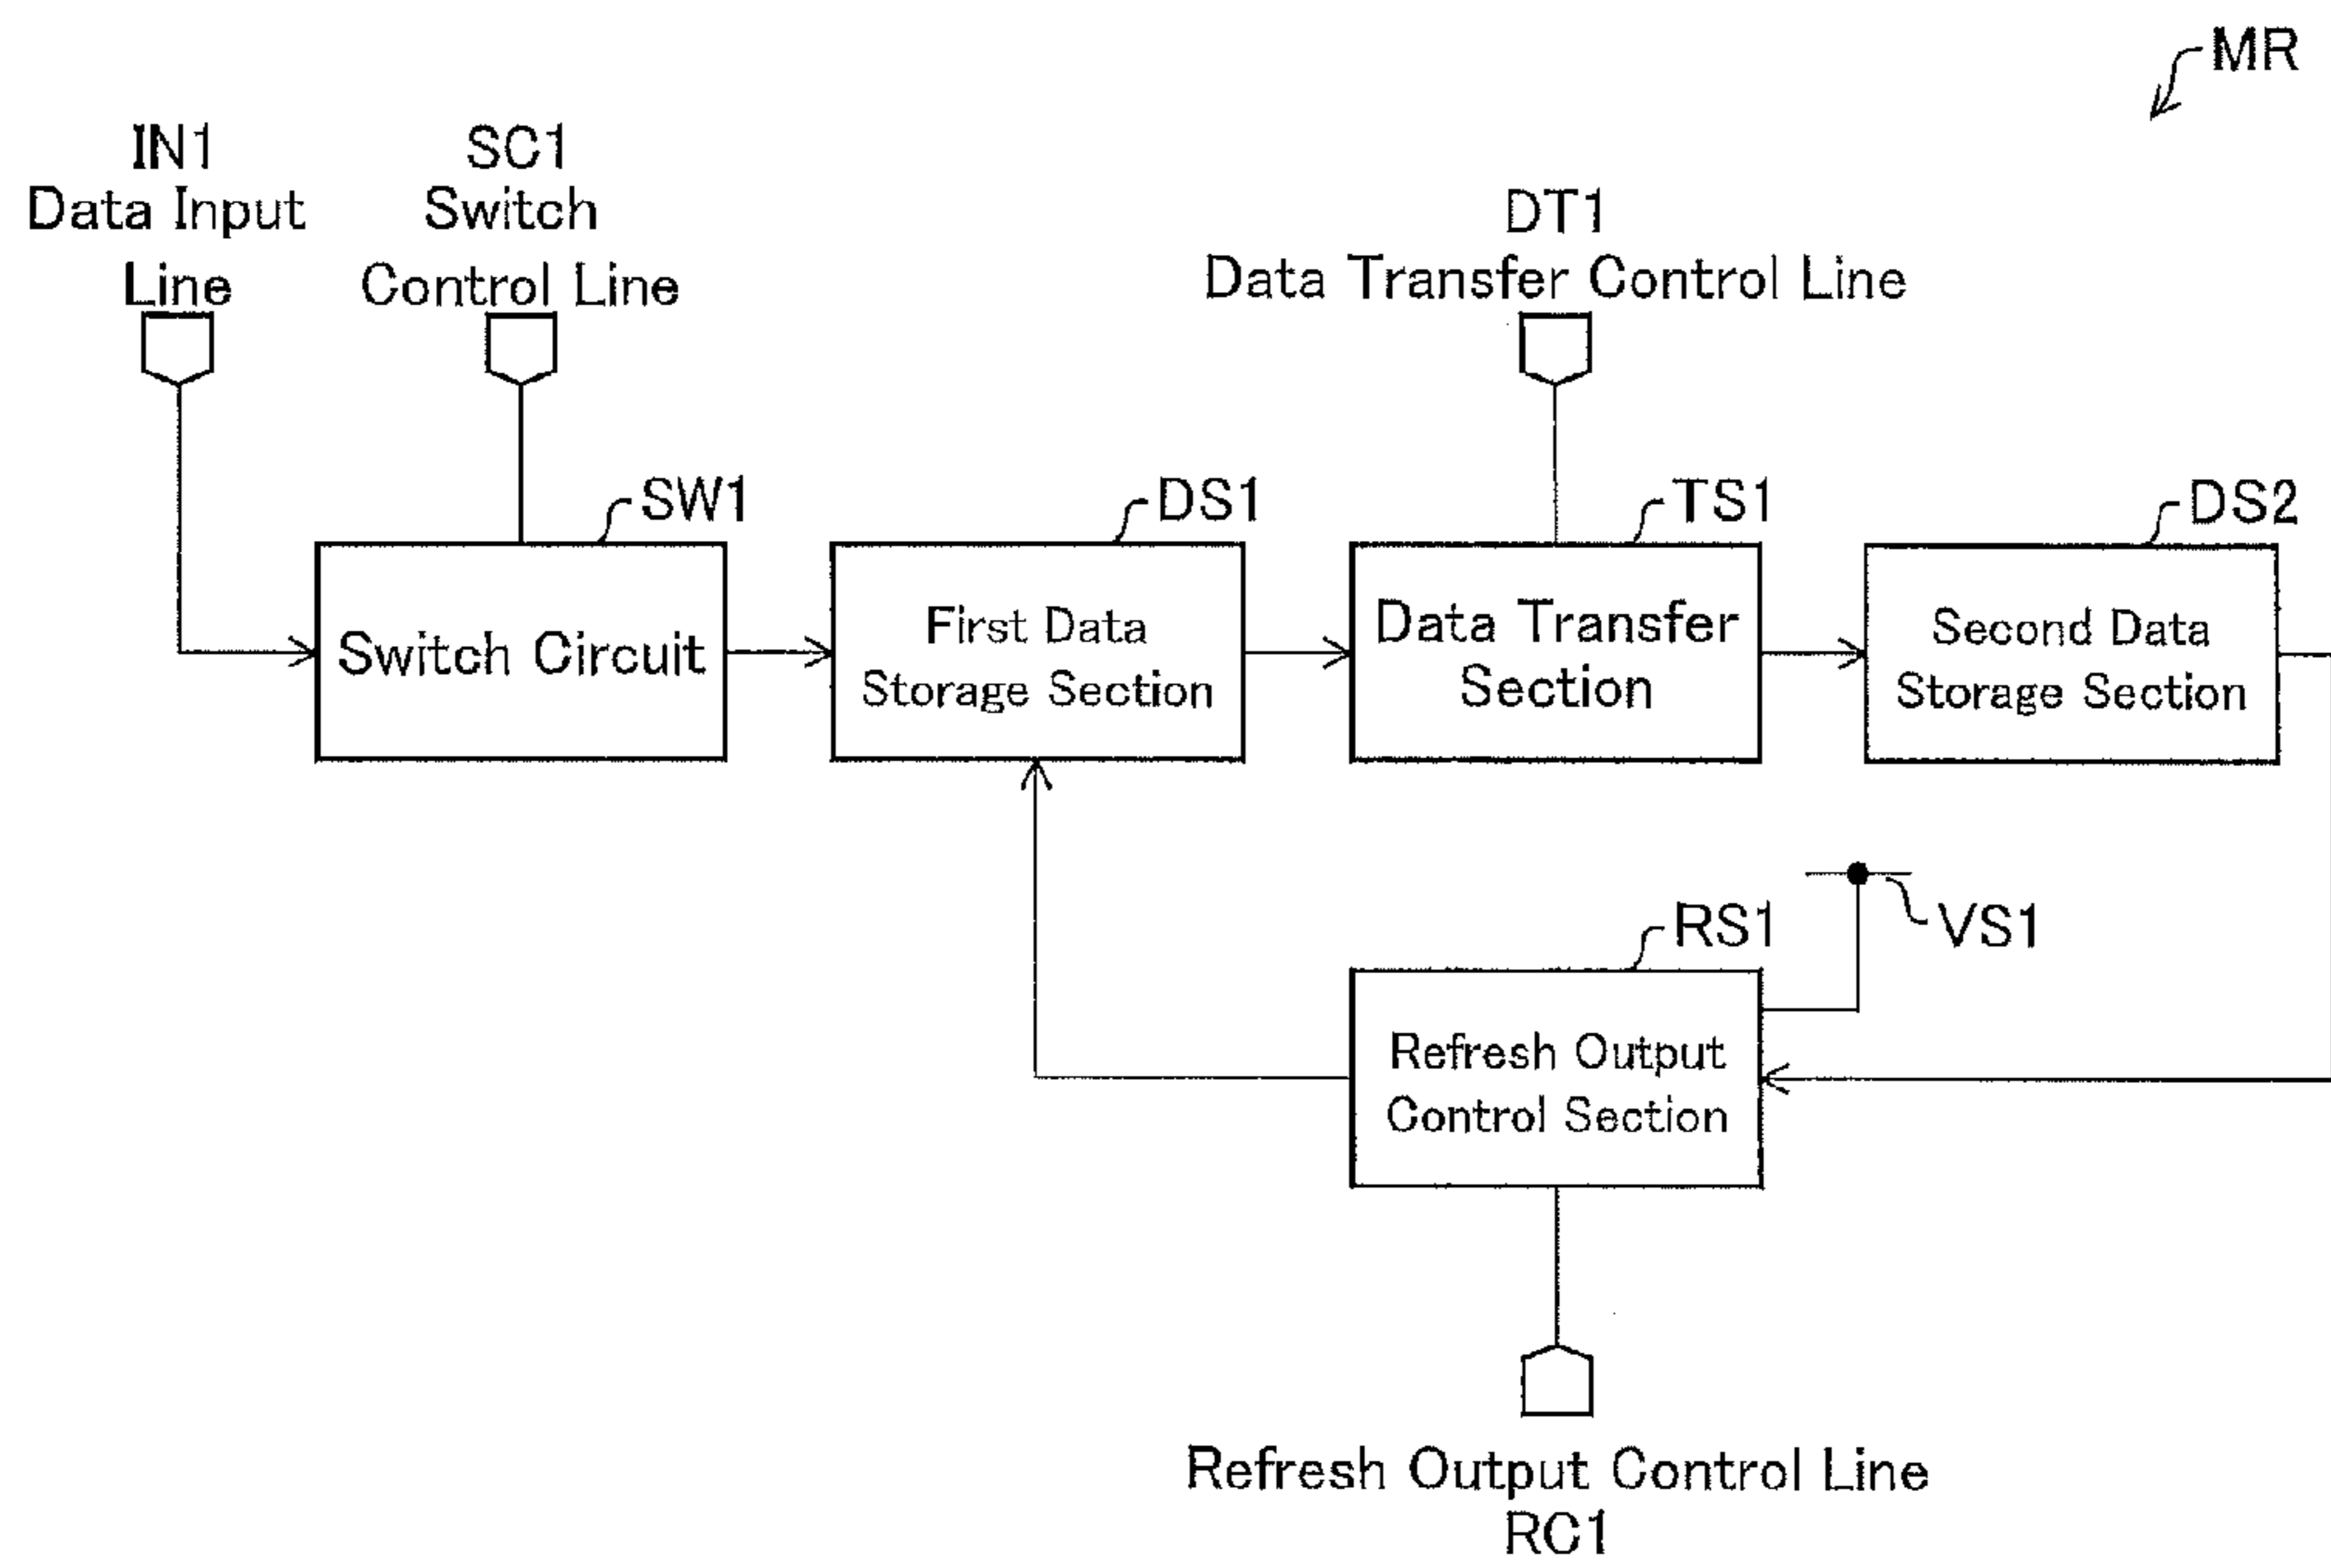 MR
IN1
Data Input
Line
SC1
Switch
Control Line
DT1
Data Transfer Control Line
SW1
DS1
TS1
DS2
Switch Circuit
First Data
Storage Section
Data Transfer
Section
Second Data
Storage Section
VS1
RS1
Refresh Output
Control Section
Refresh Output Control Line
RC1